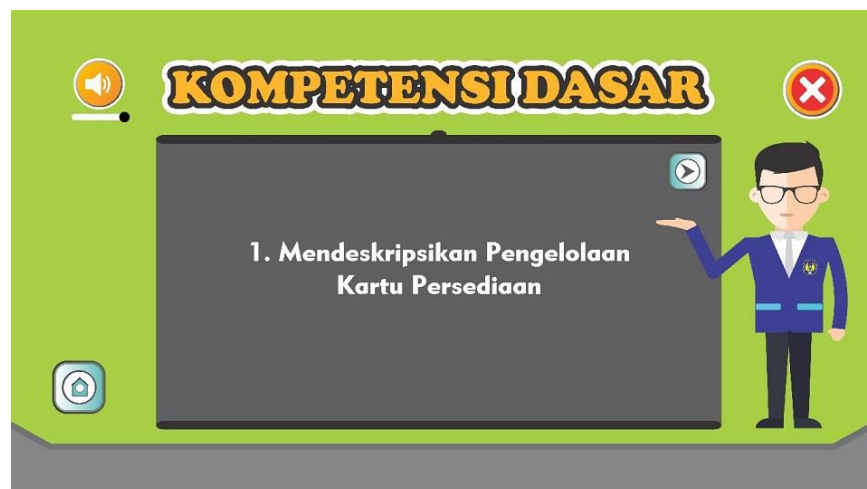 KOMPETENSI DASAR
1. Mendeskripsikan Pengelolaan
Kartu Persediaan